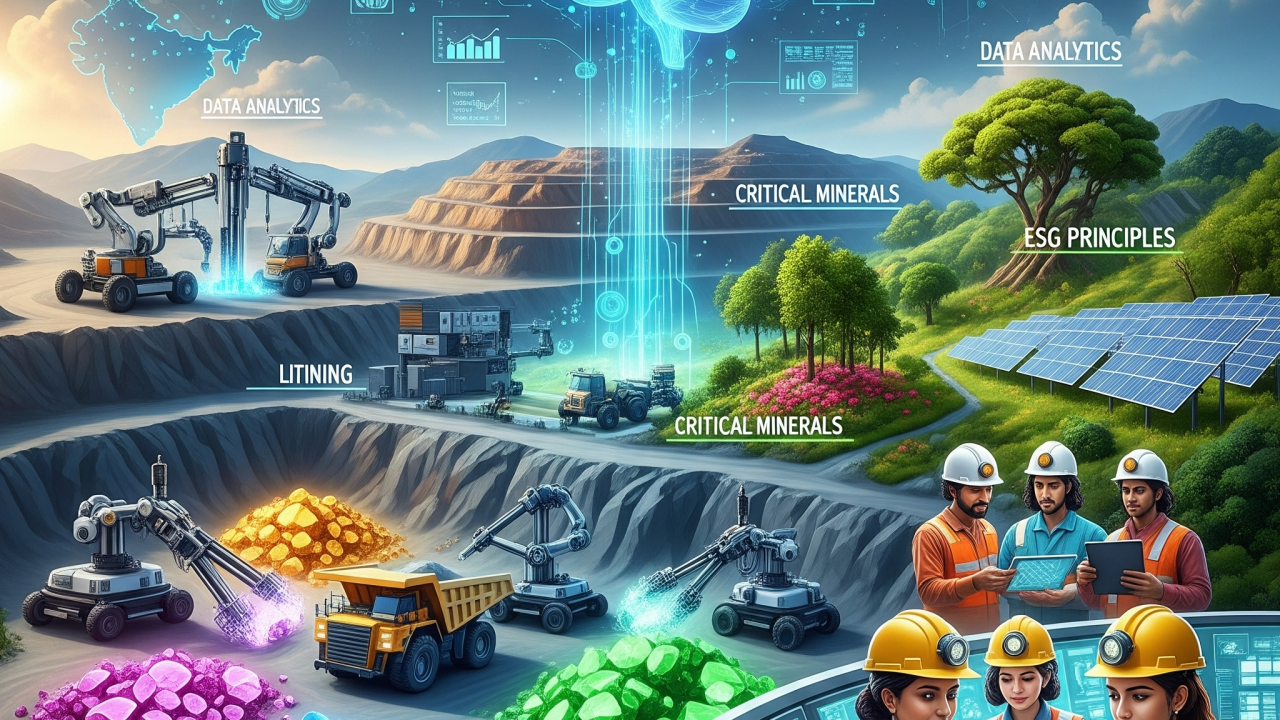 DATA ANALYTICS
DATA ANALYTICS
CRITICAL MINERALS
ESG PRINCIPLES
LITINING
CRITICAL MINERALS